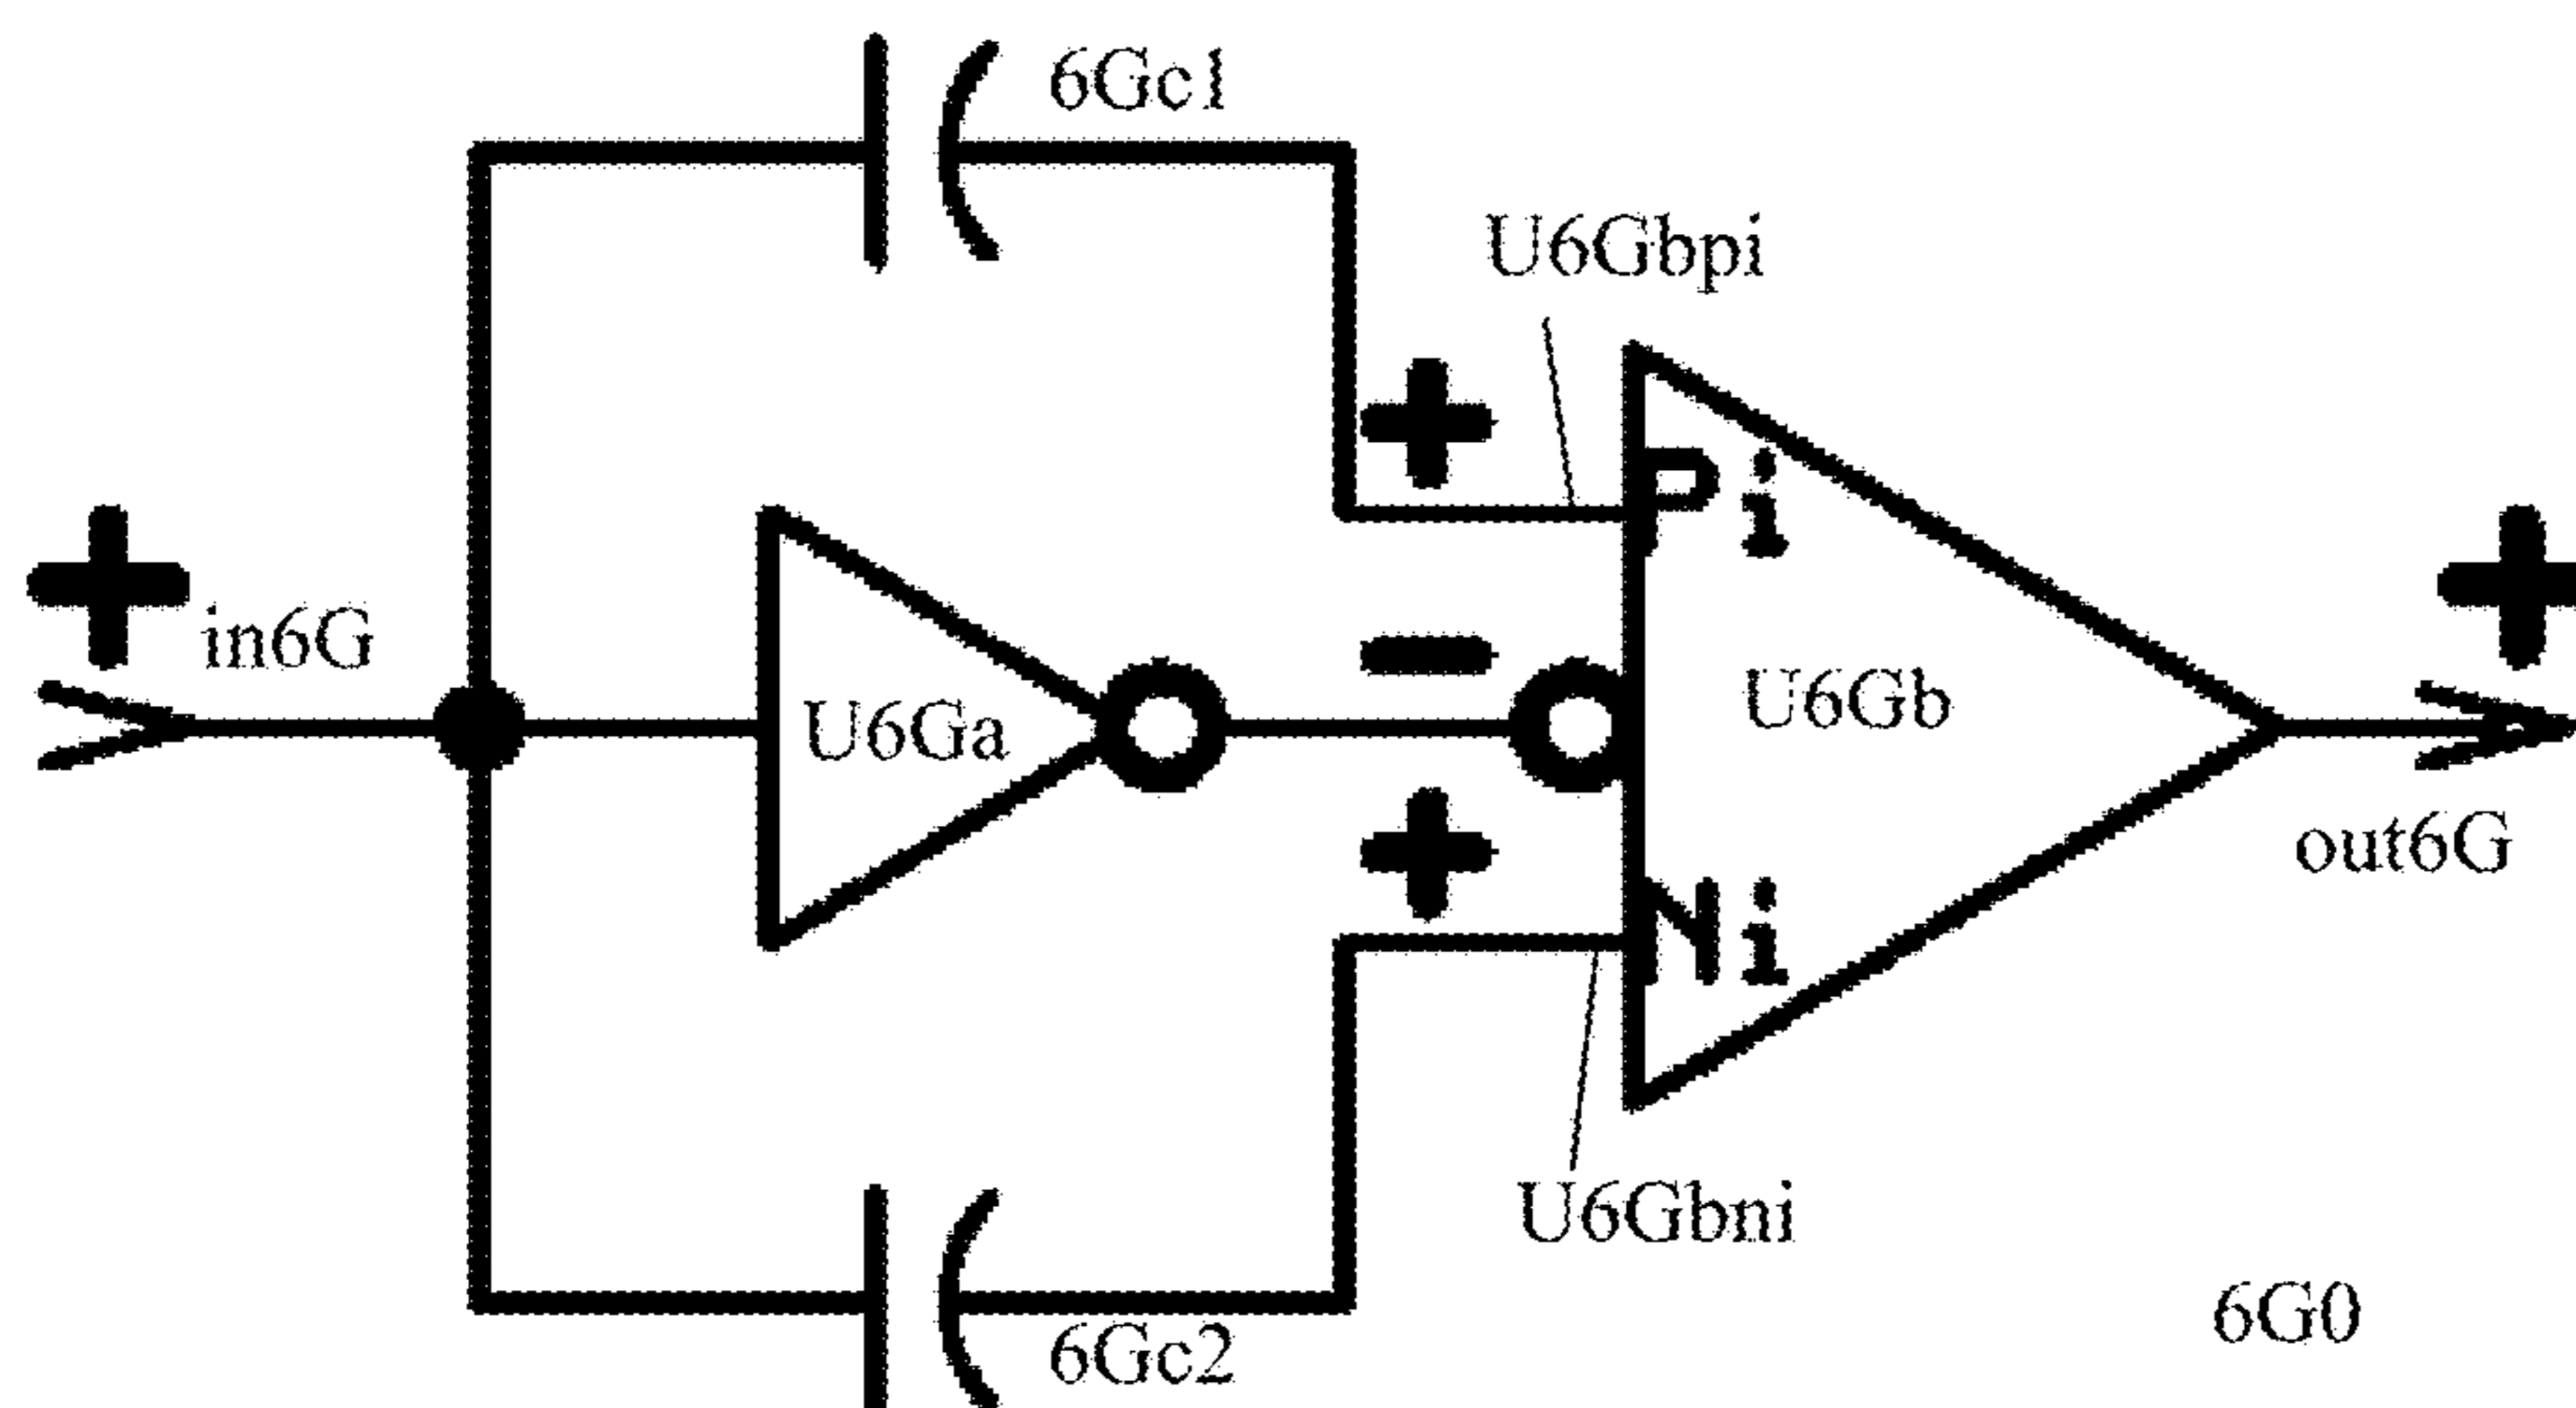 6Gc1
U6Gbpi
+
Pi
+
+
in6G
−
U6Ga
U6Gb
+
out6G
Ni
U6Gbni
6Gc2
6G0